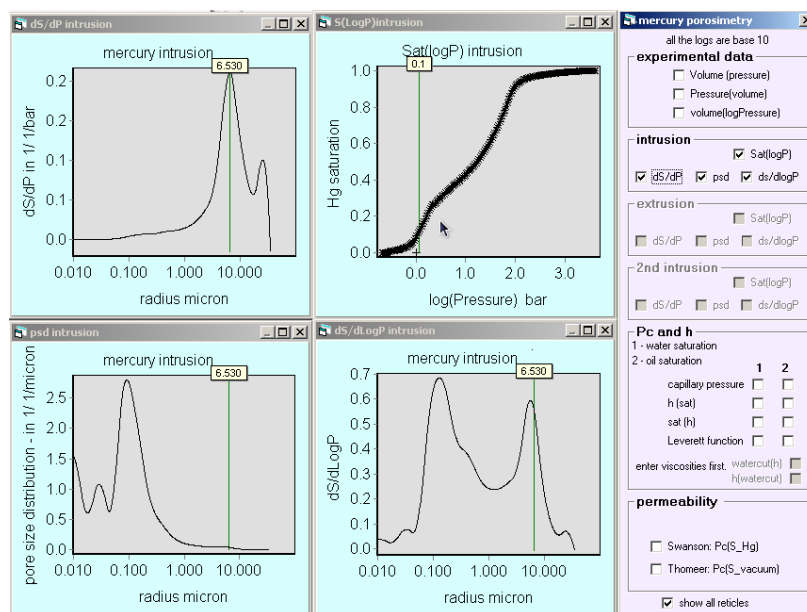 dS/dP intrusion
mercury intrusion
6.530
dS/dP in 1/ 1/bar
0.2
0.2
0.1
0.1
0.0
0.010 0.100 1.000 10.000
radius micron
S(LogP)intrusion
Sat(logP) intrusion
0.1
Hg saturation
1.0
0.8
0.6
0.4
0.2
0.0
0.0 1.0 2.0 3.0
log(Pressure) bar
psd intrusion
mercury intrusion
6.530
pore size distribution - in 1/ 1/micron
2.5
2.0
1.5
1.0
0.5
0.0
0.010 0.100 1.000 10.000
radius micron
dS/dLogP intrusion
mercury intrusion
6.530
dS/dLogP
0.7
0.6
0.5
0.4
0.3
0.2
0.1
0.0
0.010 0.100 1.000 10.000
radius micron
mercury porosimetry
all the logs are base 10
experimental data
Volume (pressure)
Pressure(volume)
volume(logPressure)
intrusion
Sat(logP)
dS/dP psd ds/dlogP
extrusion
Sat(logP)
dS/dP psd ds/dlogP
2nd intrusion
Sat(logP)
dS/dP psd ds/dlogP
Pc and h
1 - water saturation
2 - oil saturation
1 2
capillary pressure
h (sat)
sat (h)
Leverett function
enter viscosities first. watercut(h)
h(watercut)
permeability
Swanson: Pc(S_Hg)
Thomeer: Pc(S_vacuum)
show all reticles